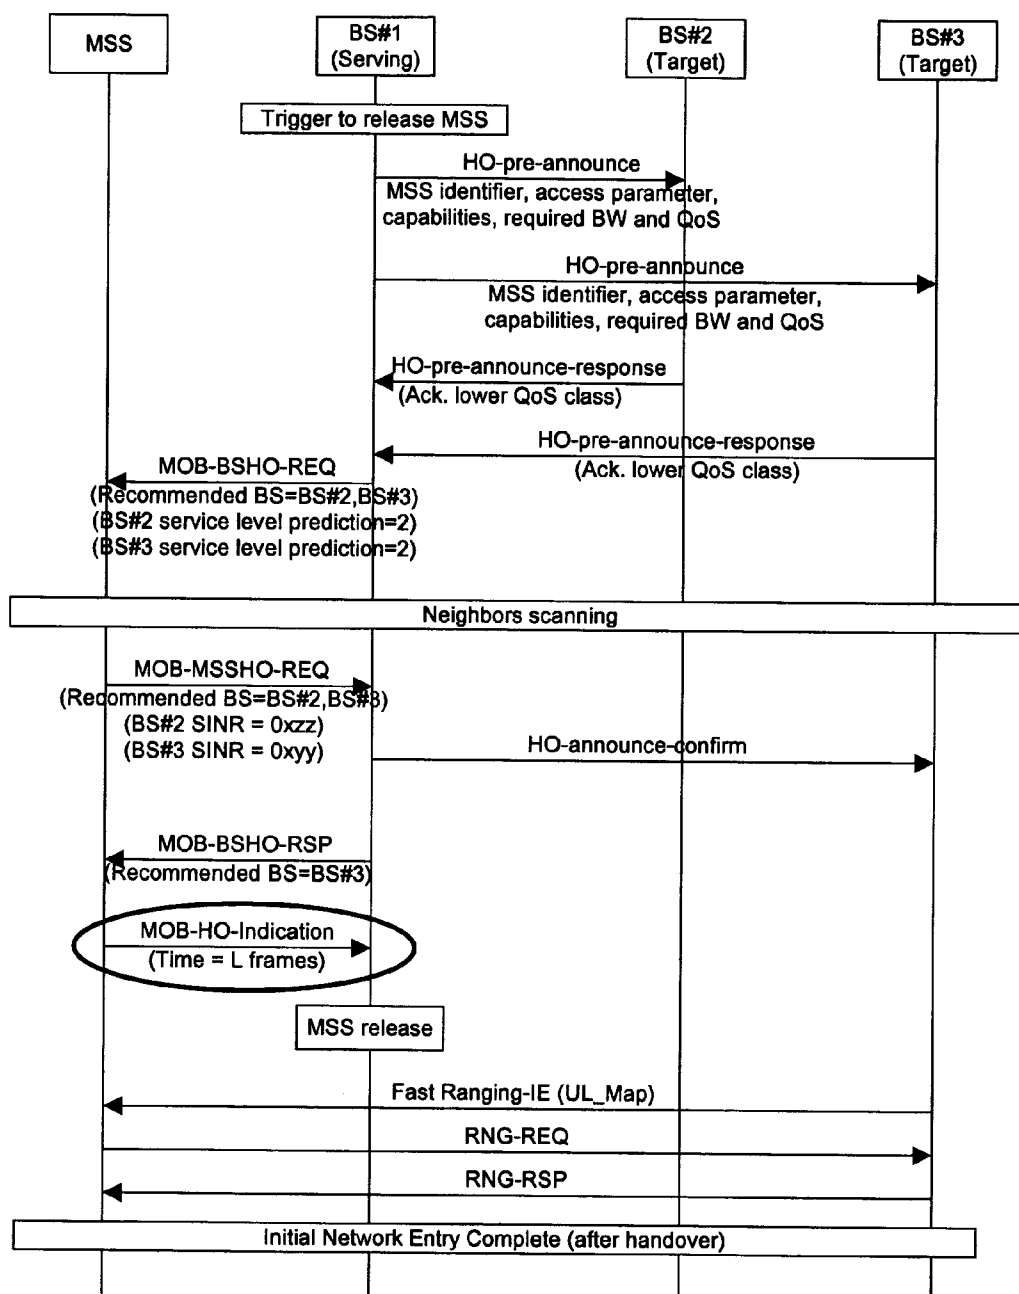 MSS
BS#1
(Serving)
BS#2
(Target)
BS#3
(Target)
Trigger to release MSS
HO-pre-announce
MSS identifier, access parameter,
capabilities, required BW and QoS
HO-pre-announce
MSS identifier, access parameter,
capabilities, required BW and QoS
HO-pre-announce-response
(Ack. lower QoS class)
HO-pre-announce-response
(Ack. lower QoS class)
MOB-BSHO-REQ
(Recommended BS=BS#2,BS#3)
(BS#2 service level prediction=2)
(BS#3 service level prediction=2)
Neighbors scanning
MOB-MSSHO-REQ
(Recommended BS=BS#2,BS#3)
(BS#2 SINR = 0xzz)
(BS#3 SINR = 0xyy)
HO-announce-confirm
MOB-BSHO-RSP
(Recommended BS=BS#3)
MOB-HO-Indication
(Time = L frames)
MSS release
Fast Ranging-IE (UL_Map)
RNG-REQ
RNG-RSP
Initial Network Entry Complete (after handover)